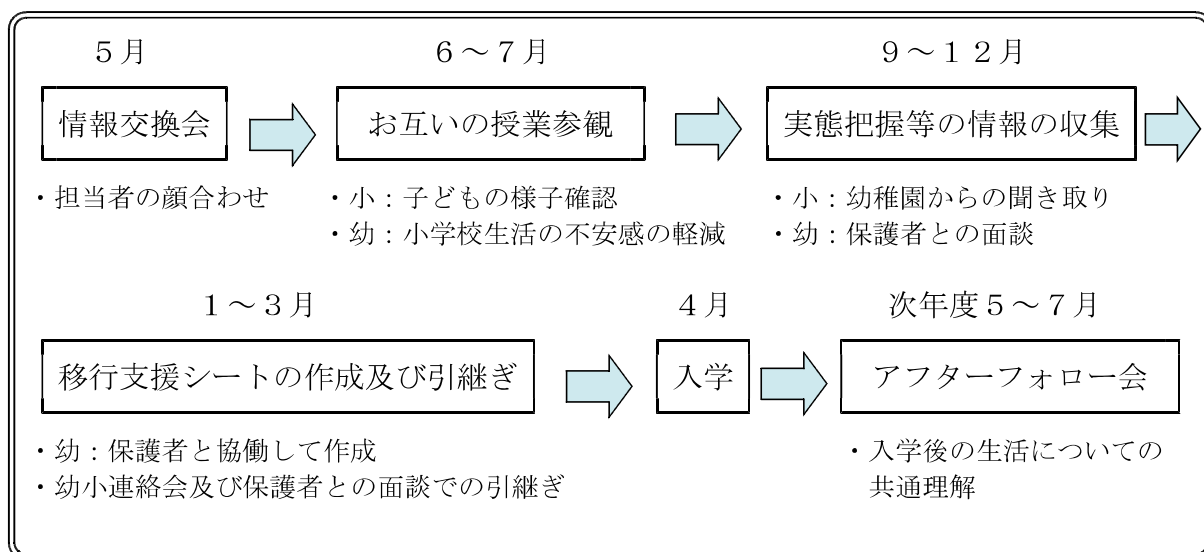 5月
情報交換会
・担当者の顔合わせ
6～7月
お互いの授業参観
・小：子どもの様子確認
・幼：小学校生活の不安感の軽減
9～12月
実態把握等の情報の収集
・小：幼稚園からの聞き取り
・幼：保護者との面談
1～3月
移行支援シートの作成及び引継ぎ
・幼：保護者と協働して作成
・幼小連絡会及び保護者との面談での引継ぎ
4月
入学
次年度5～7月
アフターフォロー会
・入学後の生活についての
共通理解